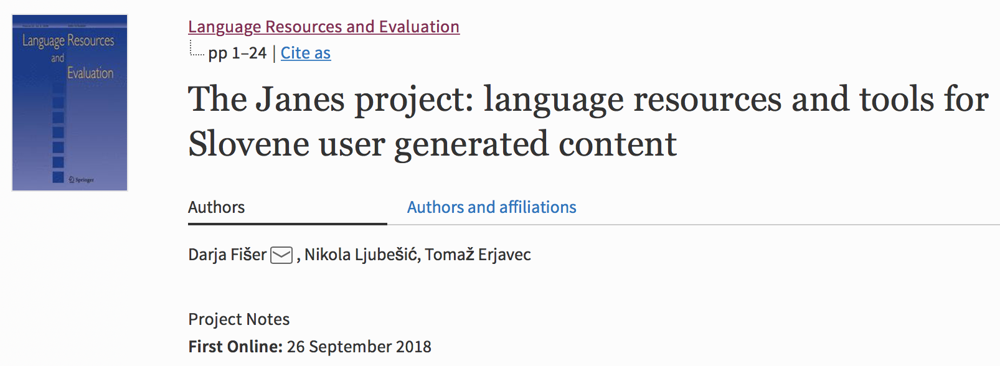 Language Resources
and
Evaluation
Springer
Language Resources and Evaluation
pp 1–24 | Cite as
The Janes project: language resources and tools for
Slovene user generated content
Authors Authors and affiliations
Darja Fišer , Nikola Ljubešić, Tomaž Erjavec
Project Notes
First Online: 26 September 2018